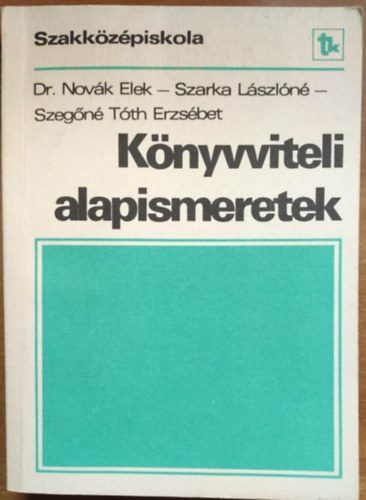 Szakközépiskola
tk
Dr. Novák Elek – Szarka Lászlóné –
Szegőné Tóth Erzsébet
Könyvviteli
alapismeretek